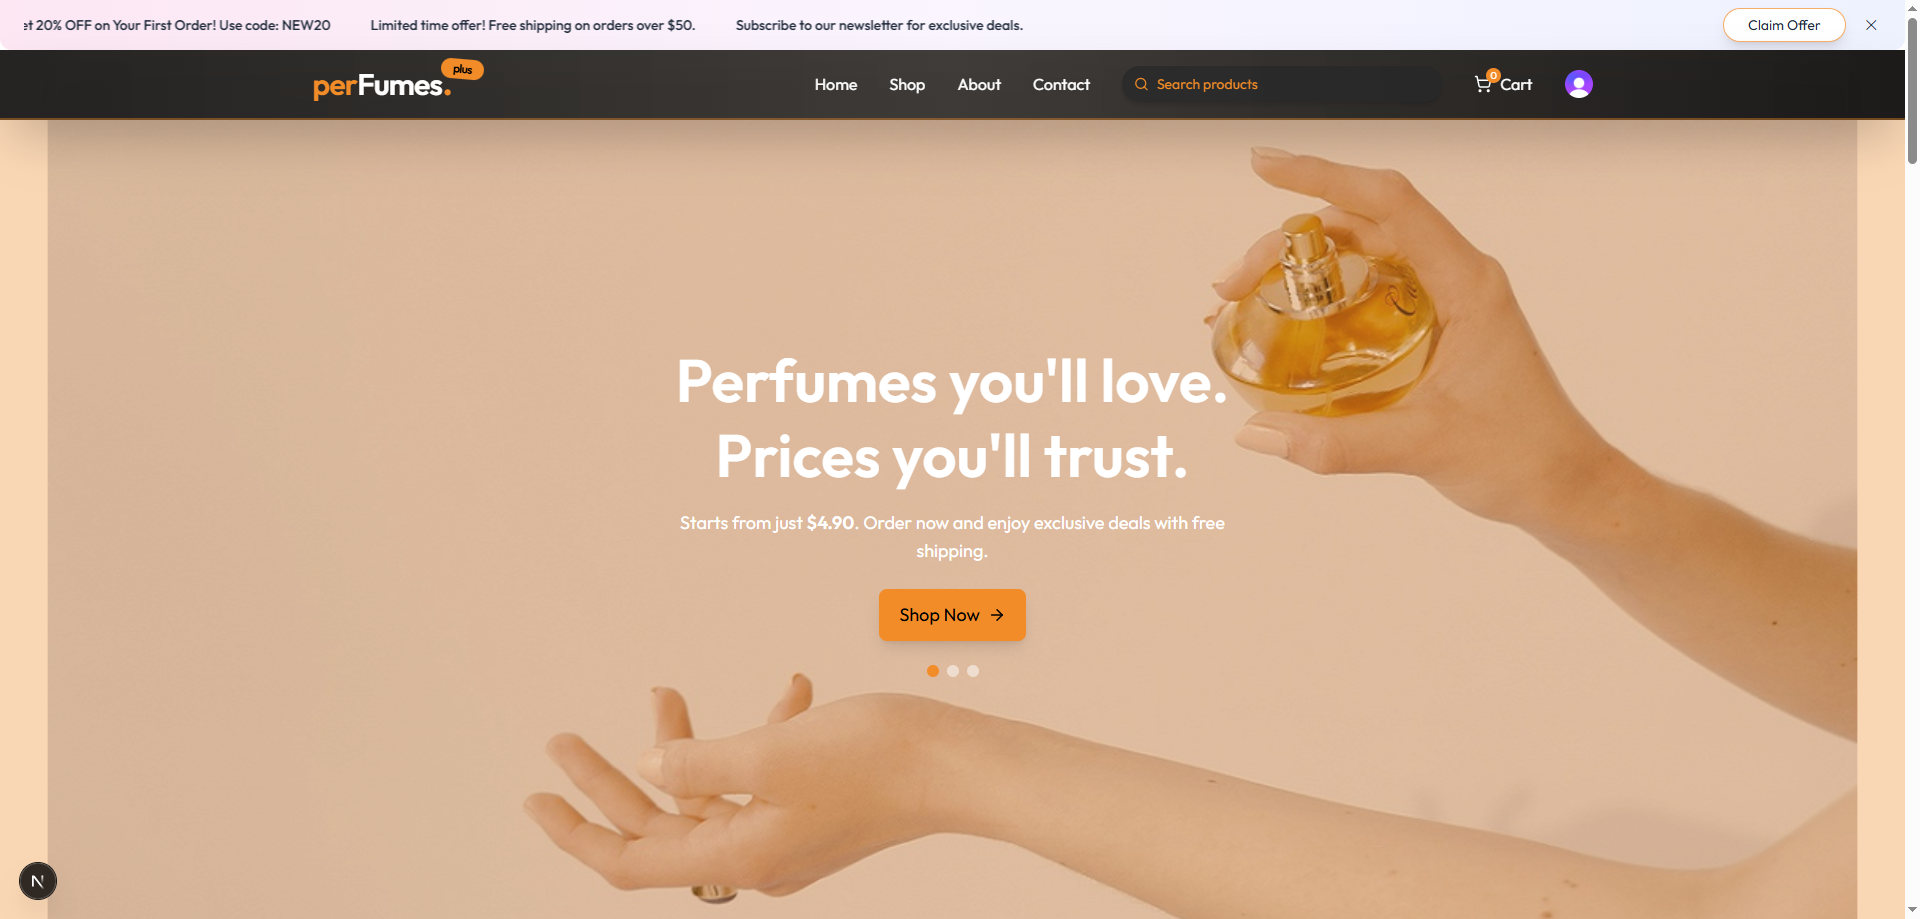 20% OFF on Your First Order! Use code: NEW20
Limited time offer! Free shipping on orders over $50.
Subscribe to our newsletter for exclusive deals.
Claim Offer
perFumes.
plus
Home
Shop
About
Contact
Search products
0
Cart
Perfumes you'll love.
Prices you'll trust.
Starts from just $4.90. Order now and enjoy exclusive deals with free
shipping.
Shop Now
N